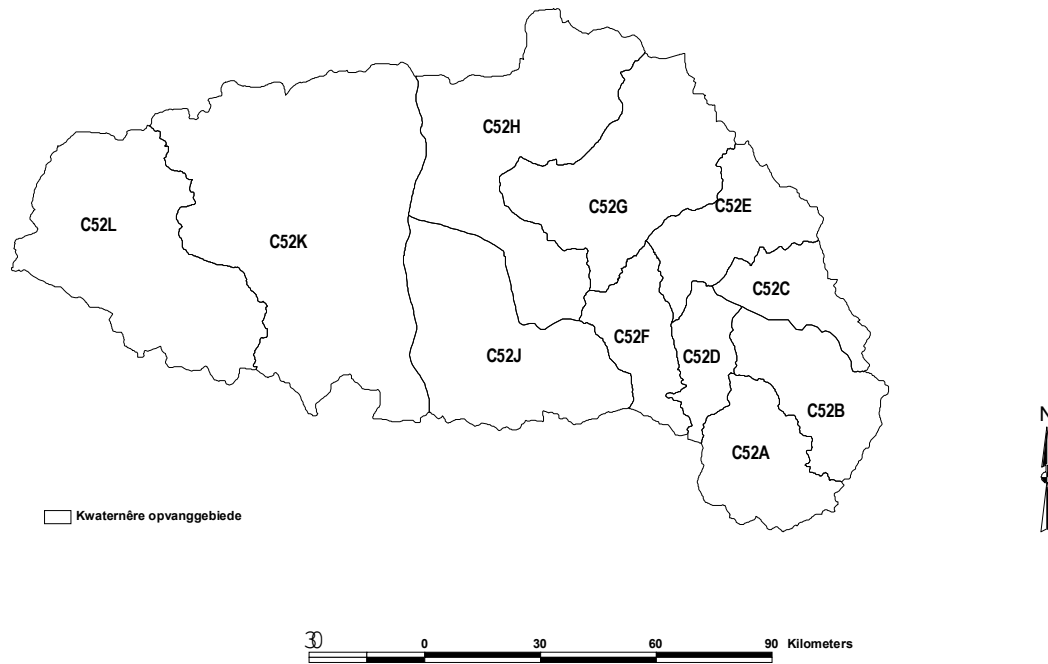 C52H
C52G
C52E
C52L
C52K
C52C
C52F
C52J
C52D
C52B
C52A
N
Kwaternêre opvanggebiede
30 0 30 60 90 Kilometers